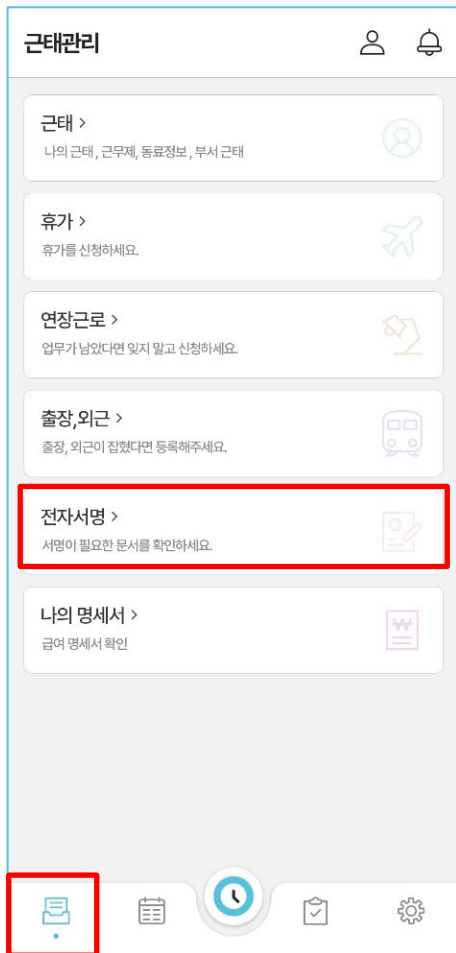 근태관리
근태 >
나의 근태 , 근무제, 동료정보 , 부서 근태
휴가 >
휴가를 신청하세요.
연장근로 >
업무가 남았다면 잊지 말고 신청하세요.
출장,외근 >
출장, 외근이 잡혔다면 등록해주세요.
전자서명 >
서명이 필요한 문서를 확인하세요.
나의 명세서 >
급여 명세서 확인